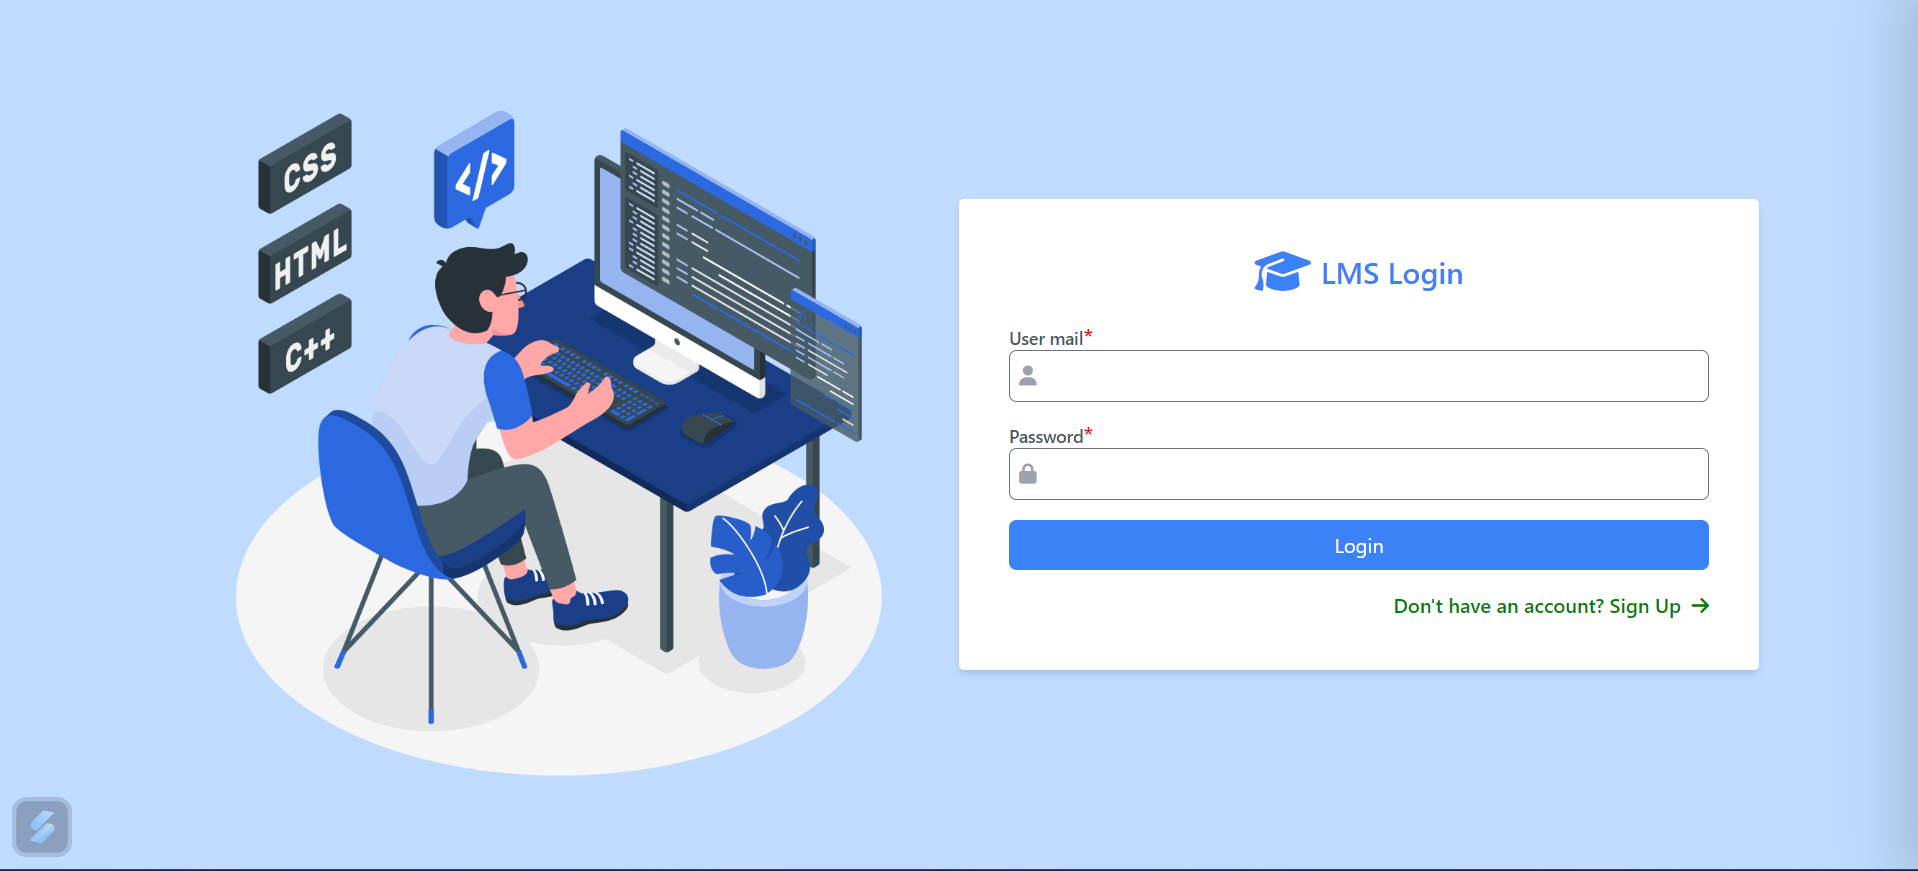 CSS
</>
HTML
C++
LMS Login
User mail*
Password*
Login
Don't have an account? Sign Up →